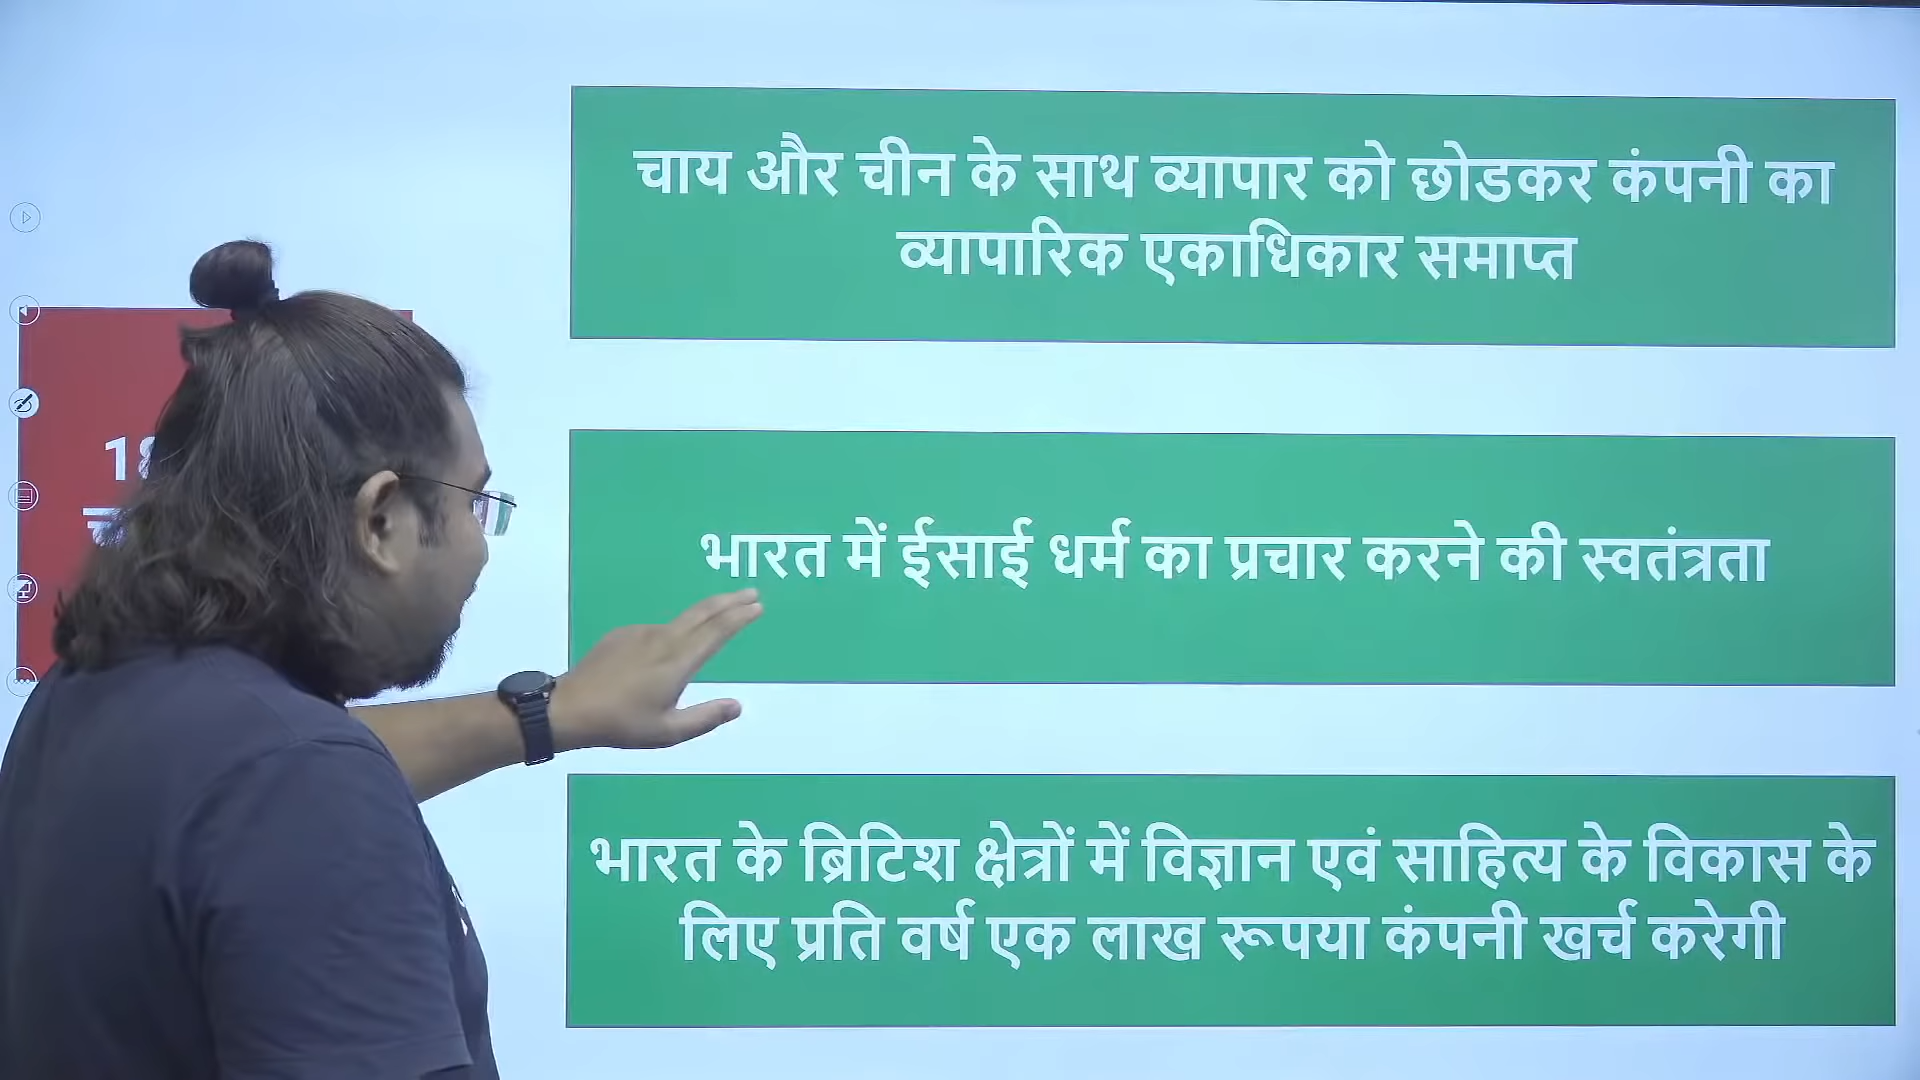 चाय और चीन के साथ व्यापार को छोडकर कंपनी का
व्यापारिक एकाधिकार समाप्त
भारत में ईसाई धर्म का प्रचार करने की स्वतंत्रता
भारत के ब्रिटिश क्षेत्रों में विज्ञान एवं साहित्य के विकास के
लिए प्रति वर्ष एक लाख रूपया कंपनी खर्च करेगी